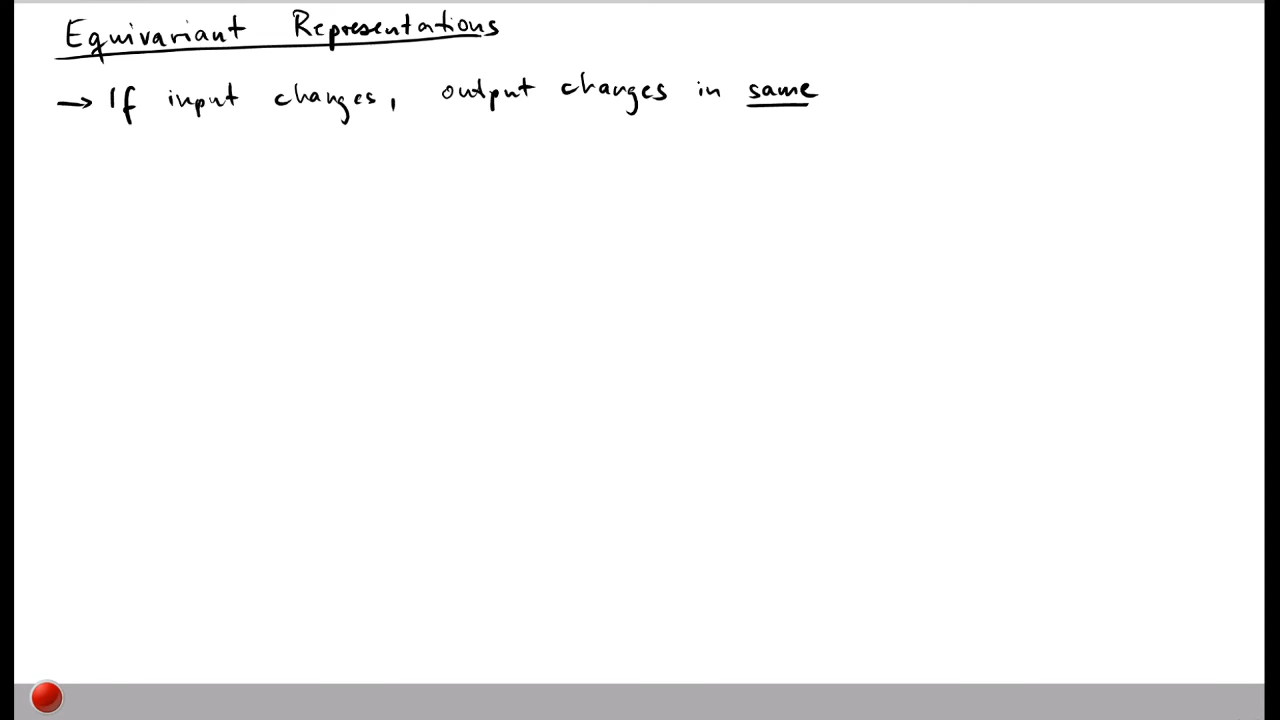 Equivariant Representations
→ If input changes, output changes in same